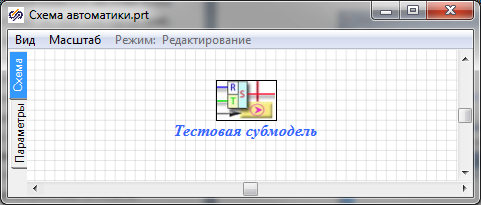 Схема автоматики.prt
Вид Масштаб Режим: Редактирование
Схема
Параметры
R
S
T
Тестовая субмодель